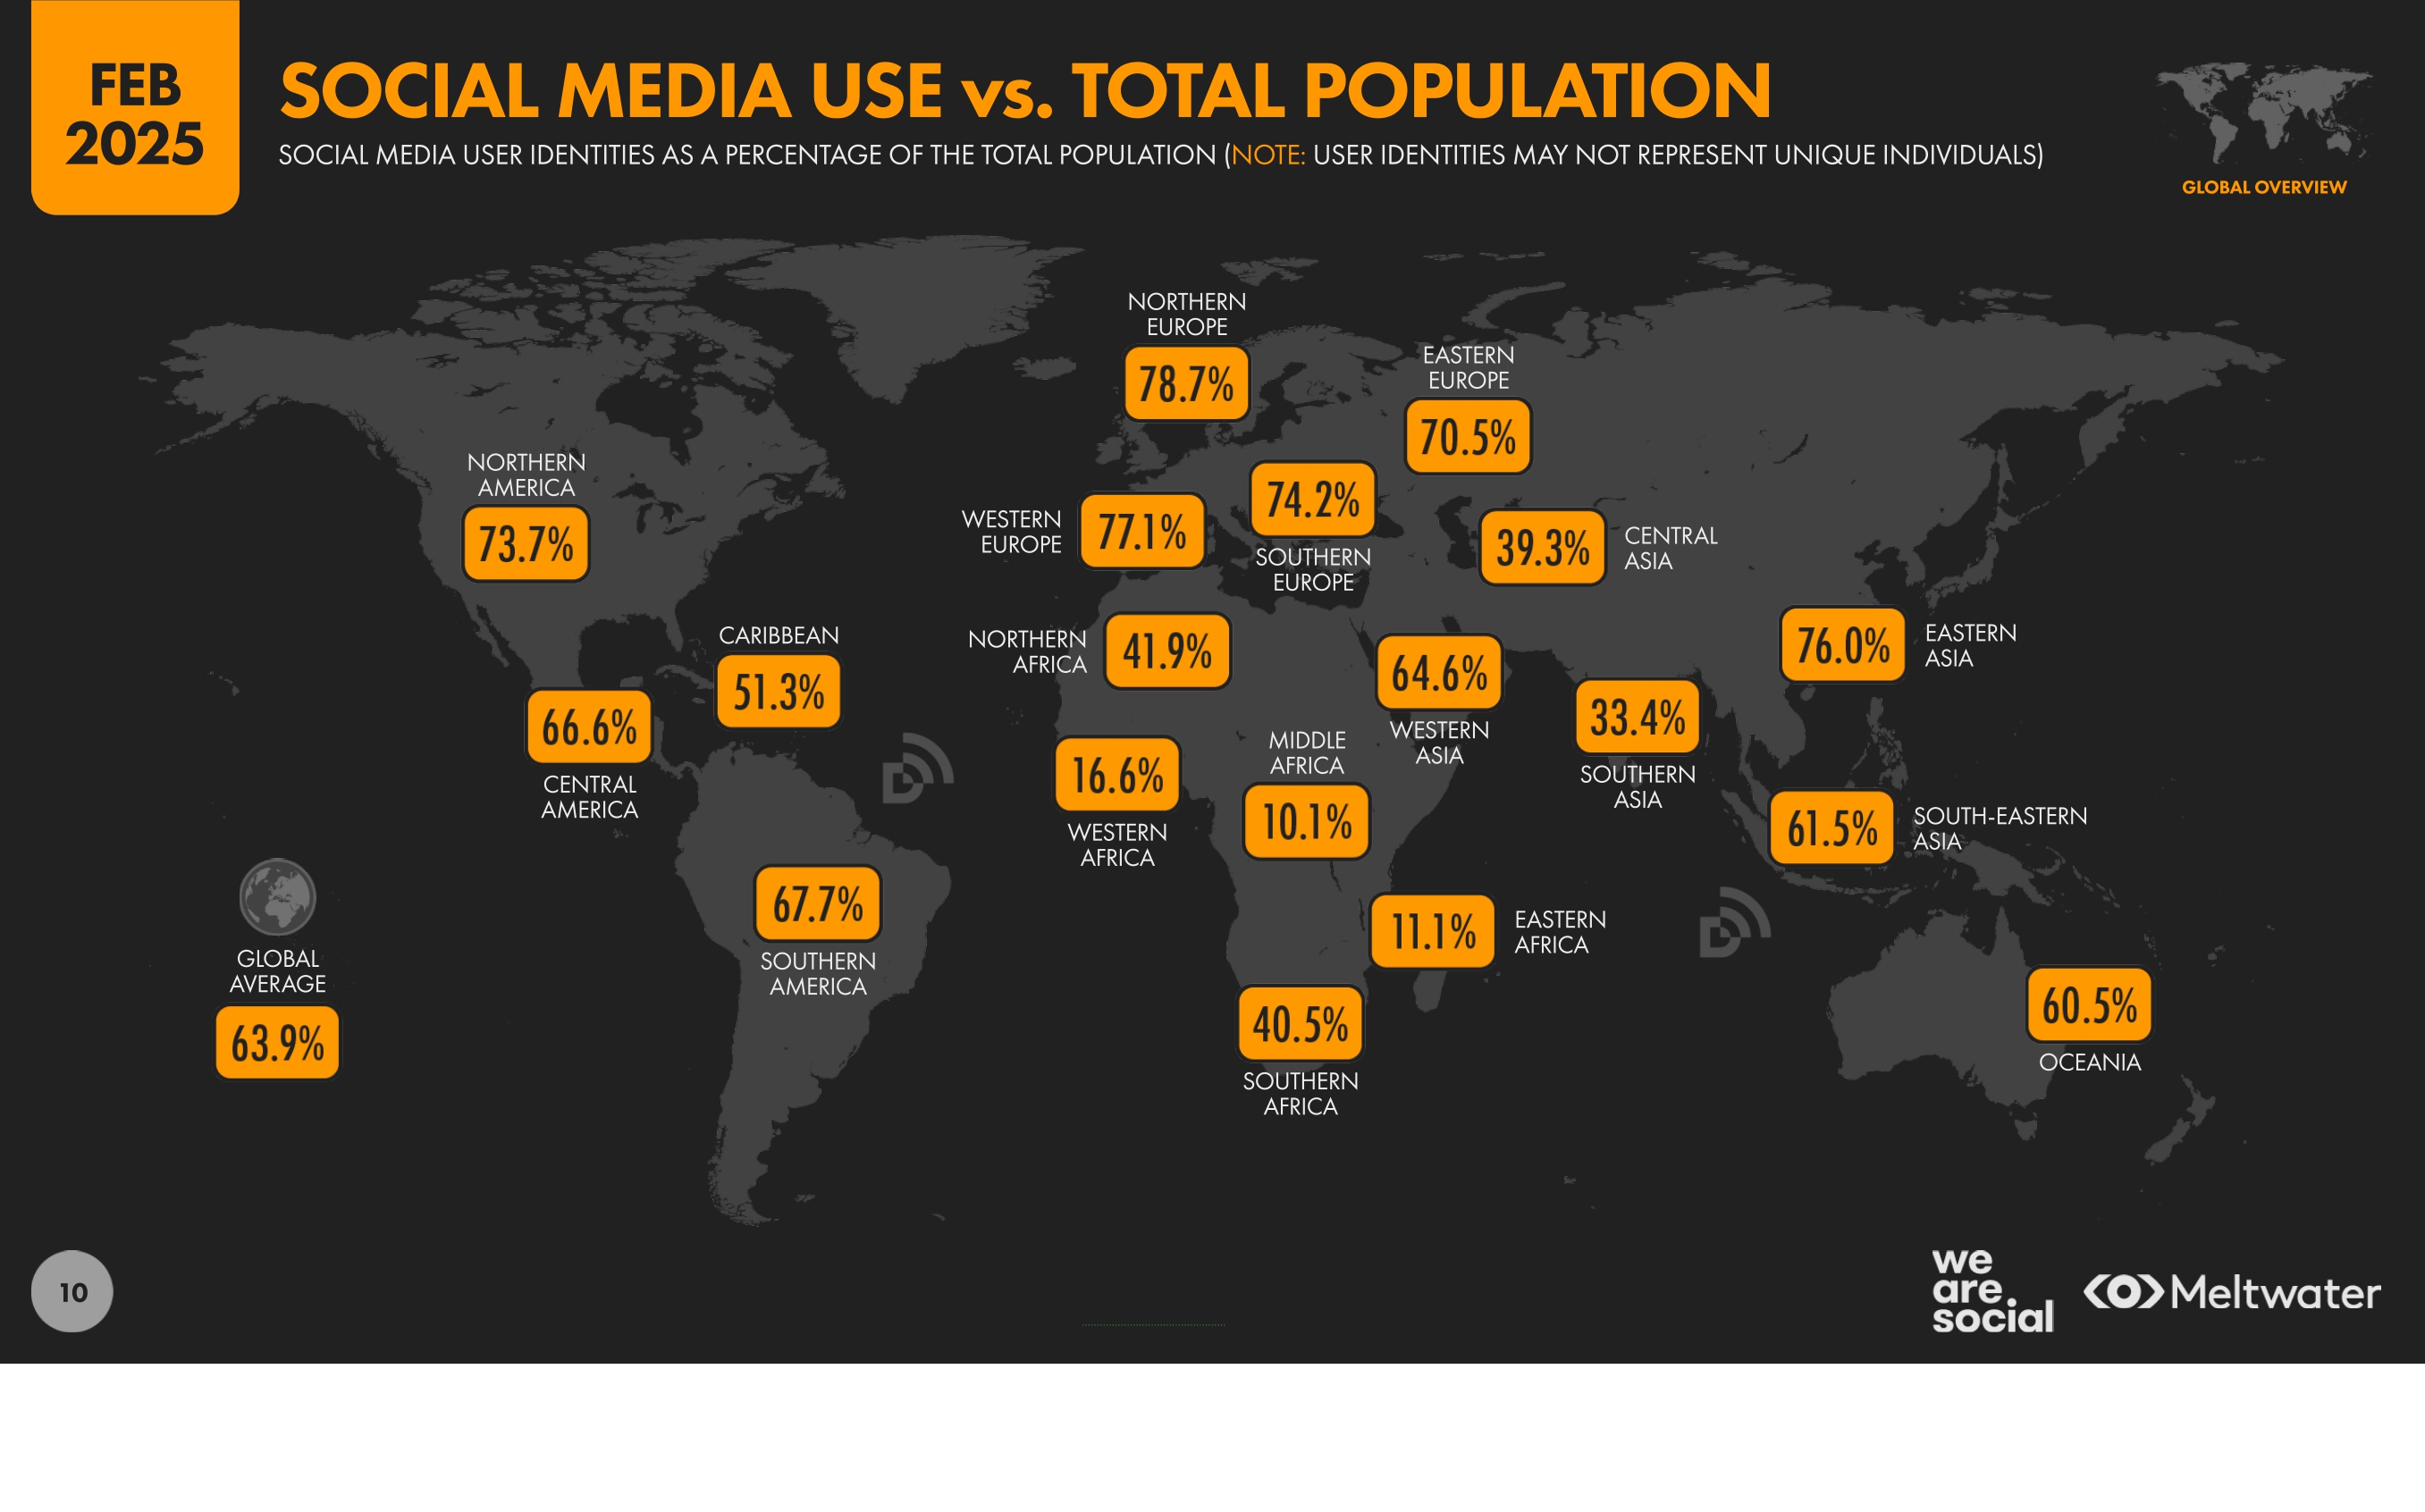 FEB
2025
SOCIAL MEDIA USE vs. TOTAL POPULATION
SOCIAL MEDIA USER IDENTITIES AS A PERCENTAGE OF THE TOTAL POPULATION (NOTE: USER IDENTITIES MAY NOT REPRESENT UNIQUE INDIVIDUALS)
GLOBAL OVERVIEW
NORTHERN
EUROPE
78.7%
EASTERN
EUROPE
70.5%
NORTHERN
AMERICA
73.7%
WESTERN
EUROPE
77.1%
74.2%
SOUTHERN
EUROPE
39.3%
CENTRAL
ASIA
CARIBBEAN
51.3%
NORTHERN
AFRICA
41.9%
64.6%
WESTERN
ASIA
76.0%
EASTERN
ASIA
66.6%
CENTRAL
AMERICA
33.4%
SOUTHERN
ASIA
16.6%
WESTERN
AFRICA
MIDDLE
AFRICA
10.1%
61.5%
SOUTH-EASTERN
ASIA
67.7%
SOUTHERN
AMERICA
11.1%
EASTERN
AFRICA
GLOBAL
AVERAGE
63.9%
40.5%
SOUTHERN
AFRICA
60.5%
OCEANIA
10
we
are
social
Meltwater